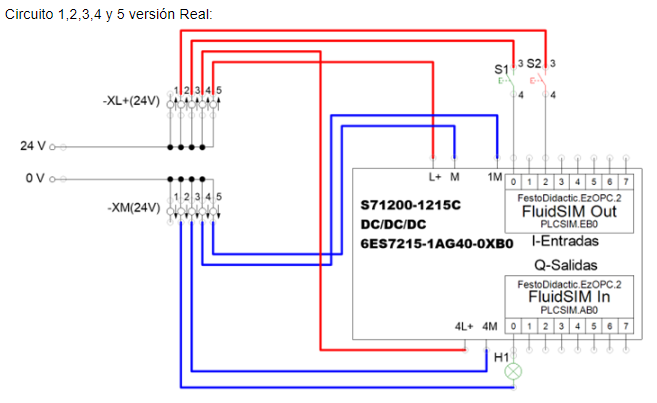 Circuito 1,2,3,4 y 5 versión Real:
S1 3 S2 3
1 2 3 4 5
-XL+(24V)
4 4
24 V
0 V
L+ M 1M
1 2 3 4 5
-XM(24V)
0 1 2 3 4 5 6 7
S71200-1215C
DC/DC/DC
6ES7215-1AG40-0XB0
FestoDidactic.EzOPC.2
FluidSIM Out
PLCSIM.EB0
I-Entradas
Q-Salidas
FestoDidactic.EzOPC.2
FluidSIM In
PLCSIM.AB0
4L+ 4M 0 1 2 3 4 5 6 7
H1